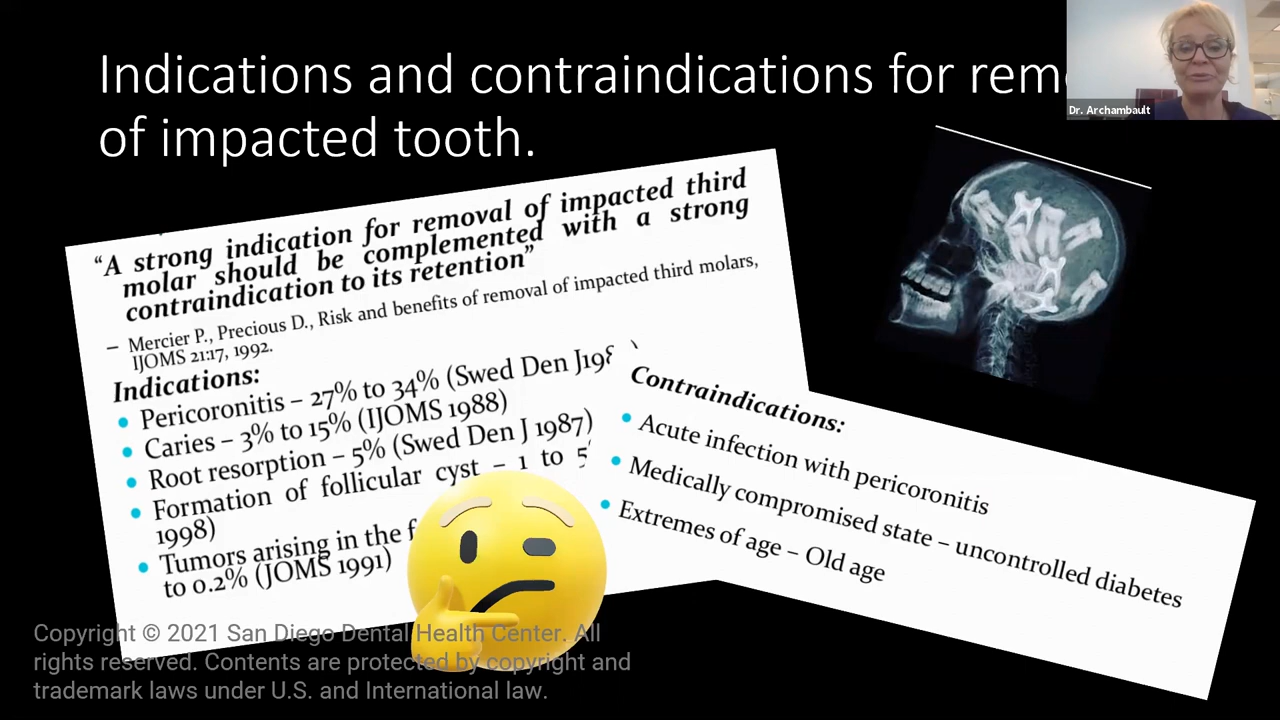 Indications and contraindications for
of impacted tooth.
Dr. Archambault
“A strong indication for removal of impacted third
molar should be complemented with a strong
contraindication to its retention”
– Mercier P., Precious D., Risk and benefits of removal of impacted third molars,
IJOMS 21:17, 1992.
Indications:
• Pericoronitis – 27% to 34% (Swed Den
• Caries – 3% to 15% (IJOMS 1988)
• Root resorption – 5% (Swed Den J 1987)
• Formation of follicular cyst – 1 to
1998)
• Tumors arising in the
to 0.2% (JOMS 1991)
Contraindications:
• Acute infection with pericoronitis
• Medically compromised state – uncontrolled diabetes
• Extremes of age – Old age
Copyright © 2021 San Diego Dental Health Center. All
rights reserved. Contents are protected by copyright and
trademark laws under U.S. and International law.